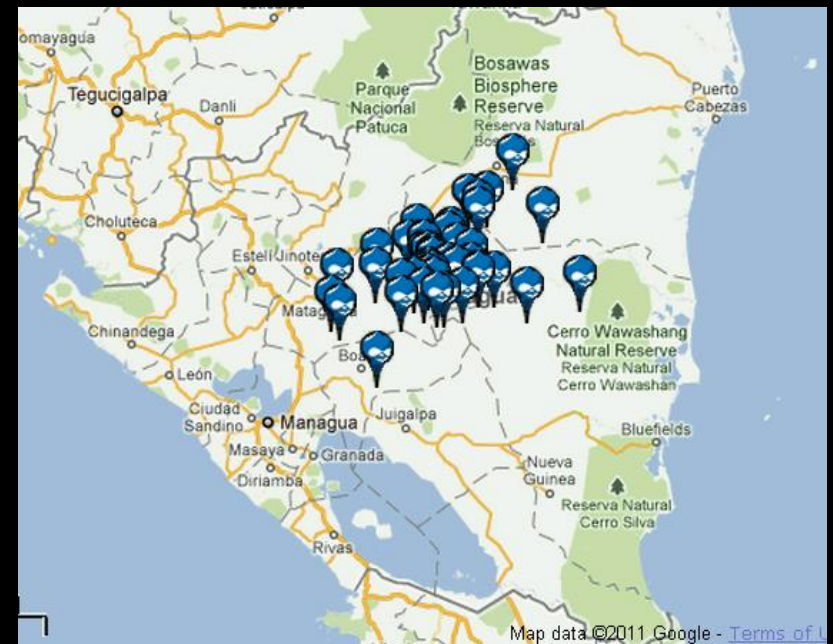 omayagua
Tegucigalpa
Danli
Parque
Nacional
Patuca
Bosawas
Biosphere
Reserve
Reserva Natural
Puerto
Cabezas
Choluteca
Estelí
Jinote
Chinandega
León
Cerro Wawashang
Natural Reserve
Reserva Natural
Cerro Wawashan
Ciudad
Sandino
Managua
Juigalpa
Masaya
Granada
Diriamba
Bluefields
Nueva
Guinea
Reserva Natural
Cerro Silva
Rivas
Map data ©2011 Google - Terms of